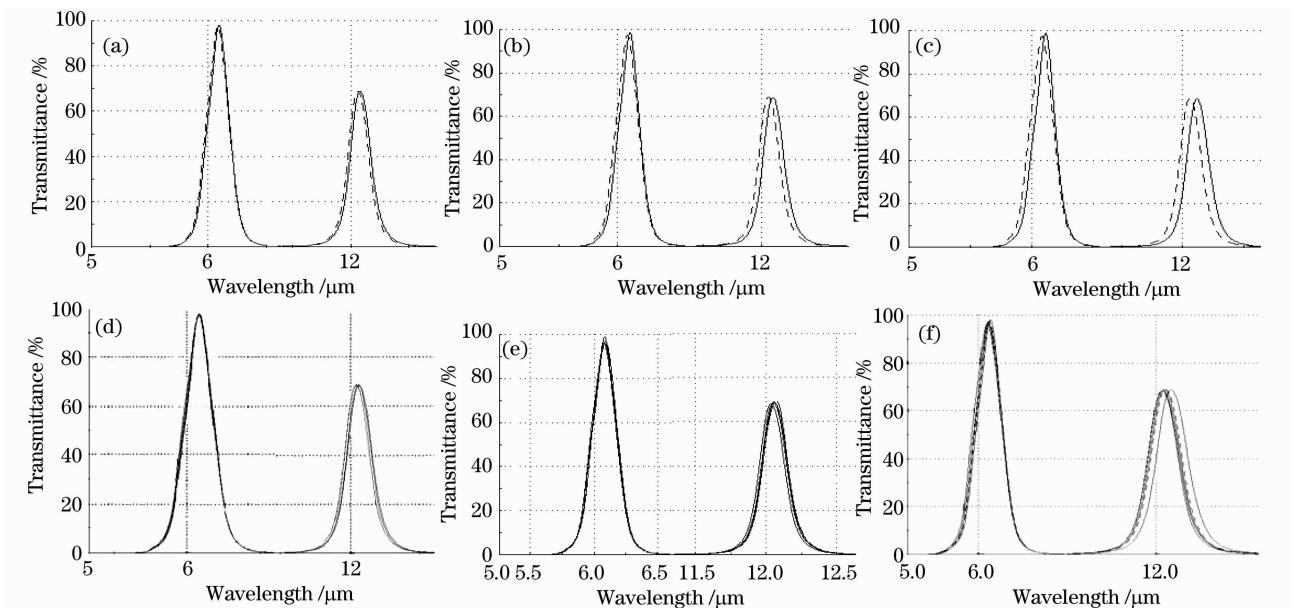 100
80
60
40
20
0
Transmittance /%
(a)
5
6
12
Wavelength /μm
100
80
60
40
20
0
Transmittance /%
(b)
5
6
12
Wavelength /μm
100
80
60
40
20
0
Transmittance /%
(c)
5
6
12
Wavelength /μm
100
80
60
40
20
0
Transmittance /%
(d)
5
6
12
Wavelength /μm
100
80
60
40
20
0
Transmittance /%
(e)
5.0 5.5 6.0 6.5 11.5 12.0 12.5
Wavelength /μm
100
80
60
40
20
0
Transmittance /%
(f)
5.0
6.0
12.0
Wavelength /μm